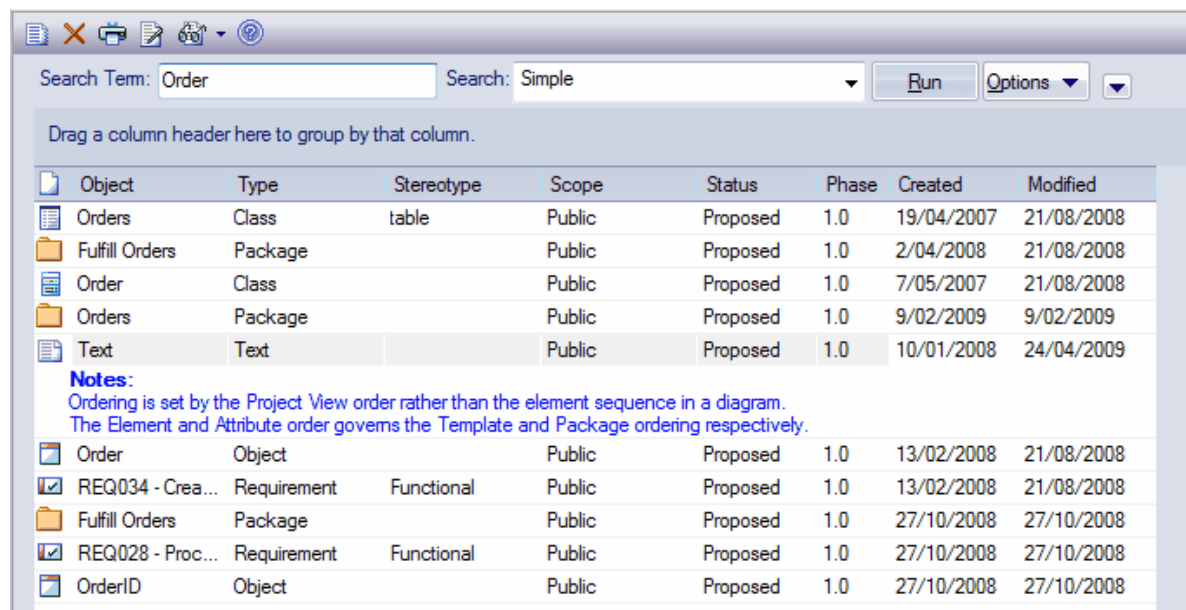 Search Term: Order Search: Simple Run Options
Drag a column header here to group by that column.
Object Type Stereotype Scope Status Phase Created Modified
Orders Class table Public Proposed 1.0 19/04/2007 21/08/2008
Fulfill Orders Package Public Proposed 1.0 2/04/2008 21/08/2008
Order Class Public Proposed 1.0 7/05/2007 21/08/2008
Orders Package Public Proposed 1.0 9/02/2009 9/02/2009
Text Text Public Proposed 1.0 10/01/2008 24/04/2009
Notes:
Ordering is set by the Project View order rather than the element sequence in a diagram.
The Element and Attribute order governs the Template and Package ordering respectively.
Order Object Public Proposed 1.0 13/02/2008 21/08/2008
REQ034 - Crea... Requirement Functional Public Proposed 1.0 13/02/2008 21/08/2008
Fulfill Orders Package Public Proposed 1.0 27/10/2008 27/10/2008
REQ028 - Proc... Requirement Functional Public Proposed 1.0 27/10/2008 27/10/2008
OrderID Object Public Proposed 1.0 27/10/2008 27/10/2008